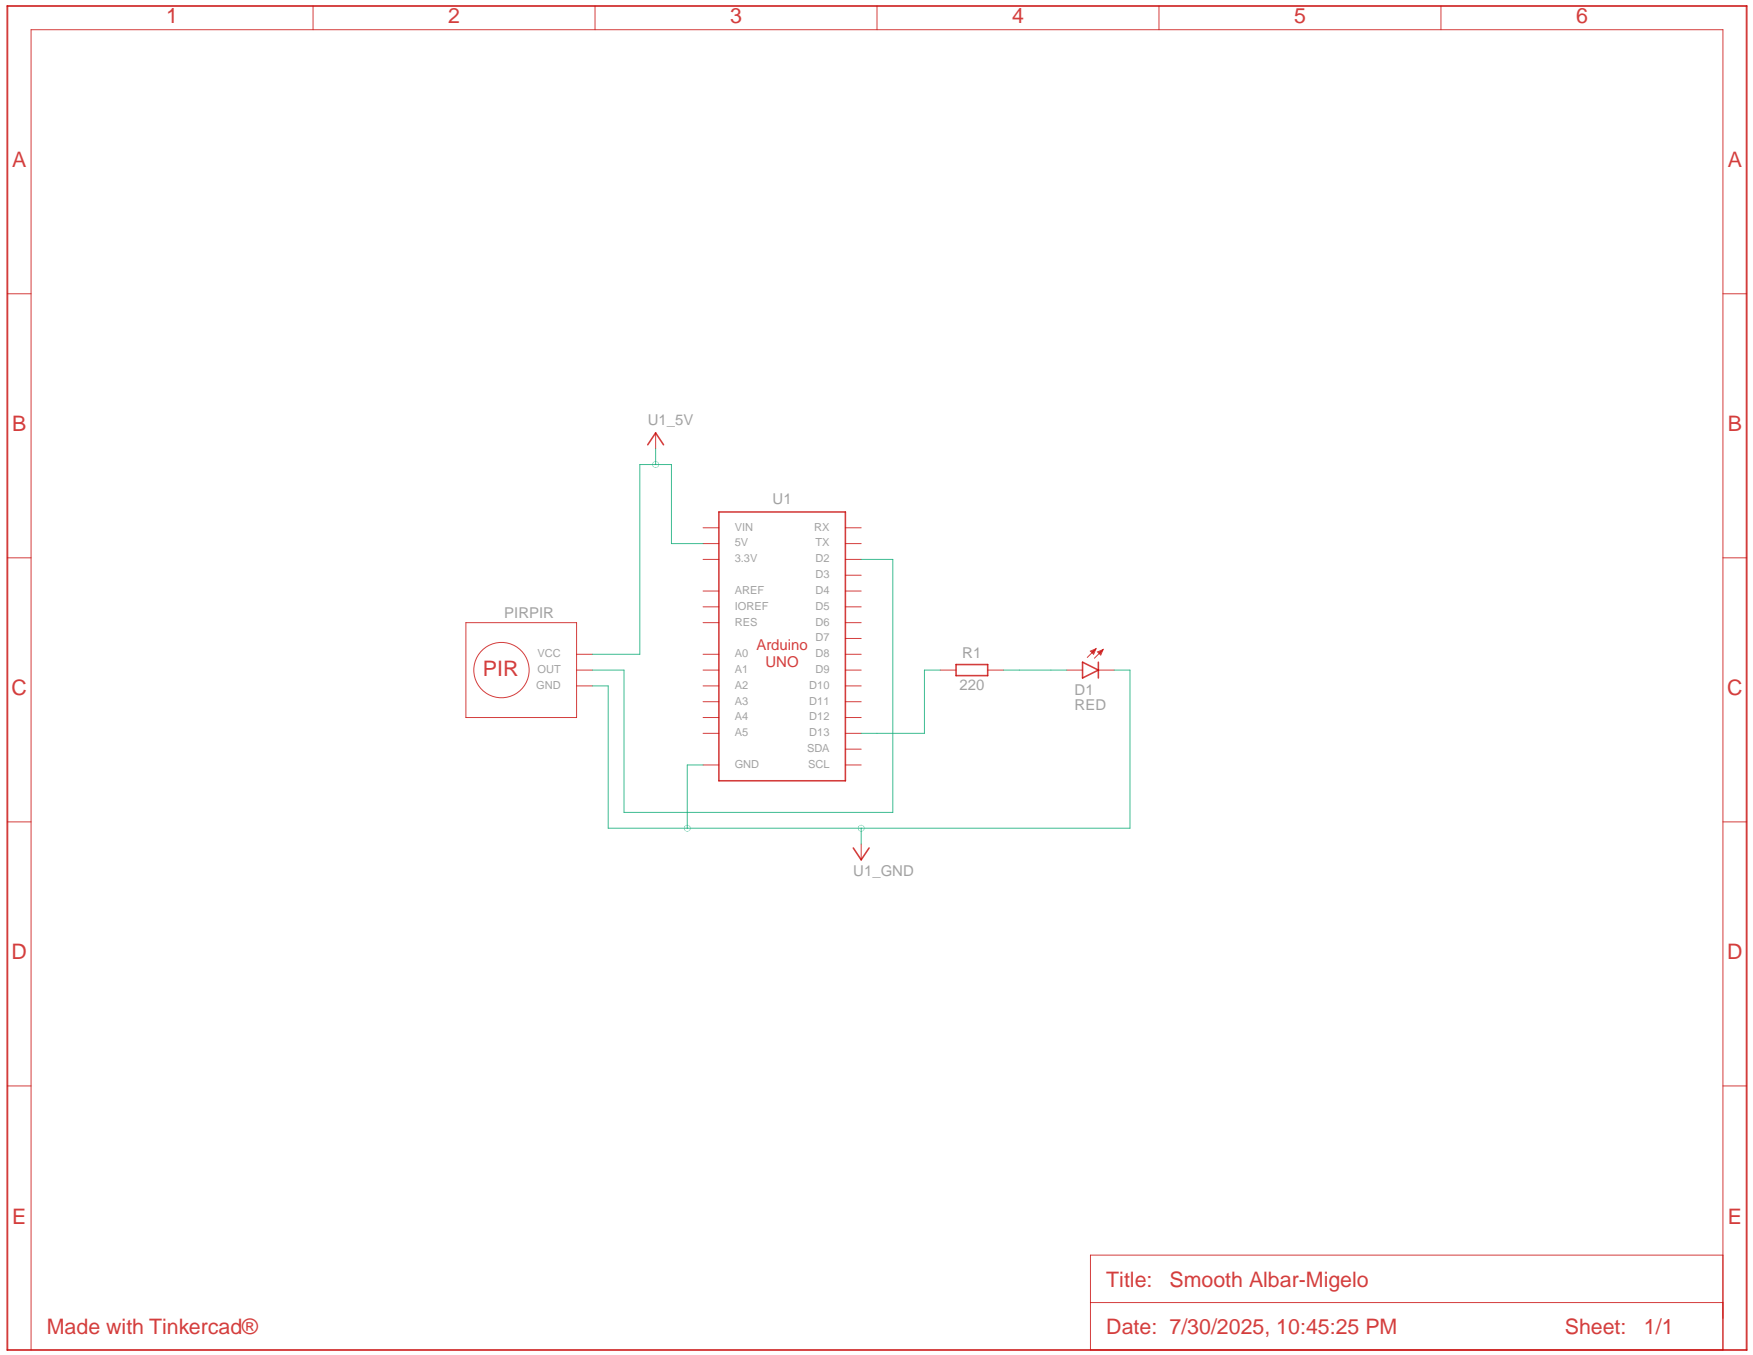 1 2 3 4 5 6
A A
B B
U1_5V
U1
VIN RX
5V TX
3.3V D2
D3
AREF D4
IOREF D5
RES D6
D7
Arduino
UNO
A0 D8
A1 D9
A2 D10
A3 D11
A4 D12
A5 D13
SDA
GND SCL
PIRPIR
PIR
VCC
OUT
GND
R1
220
D1
RED
C C
U1_GND
D D
E E
Title: Smooth Albar-Migelo
Date: 7/30/2025, 10:45:25 PM Sheet: 1/1
Made with Tinkercad®